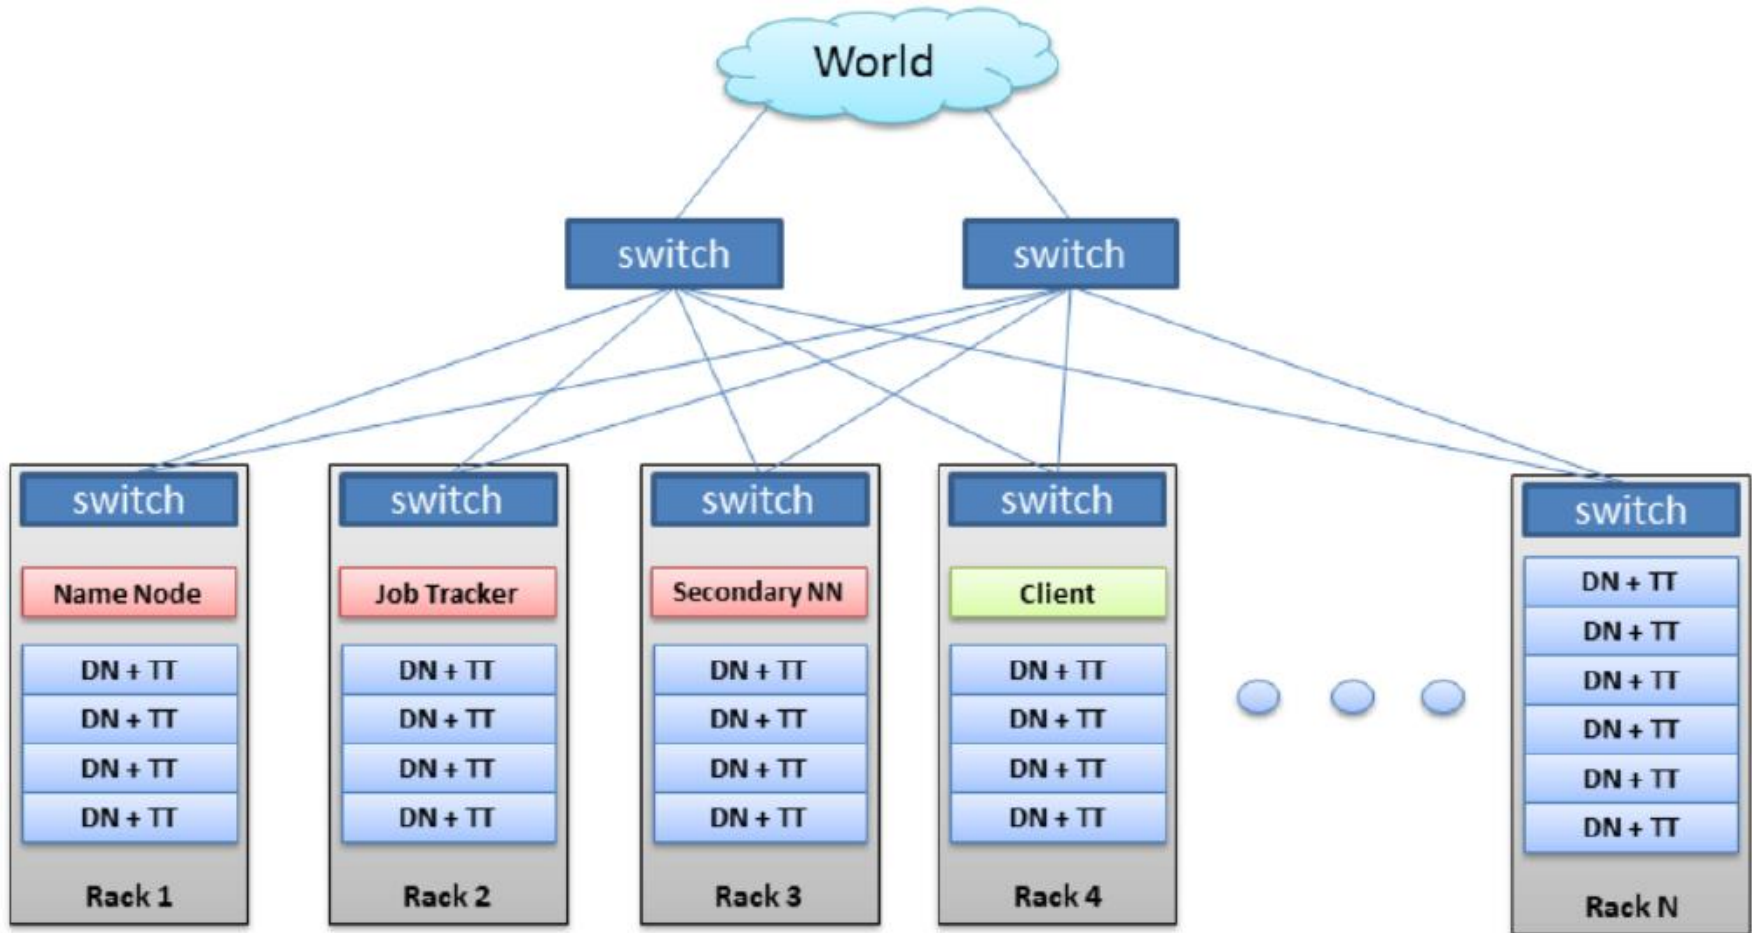 World
switch
switch
switch
Name Node
DN + TT
DN + TT
DN + TT
DN + TT
Rack 1
switch
Job Tracker
DN + TT
DN + TT
DN + TT
DN + TT
Rack 2
switch
Secondary NN
DN + TT
DN + TT
DN + TT
DN + TT
Rack 3
switch
Client
DN + TT
DN + TT
DN + TT
DN + TT
Rack 4
switch
DN + TT
DN + TT
DN + TT
DN + TT
DN + TT
DN + TT
Rack N